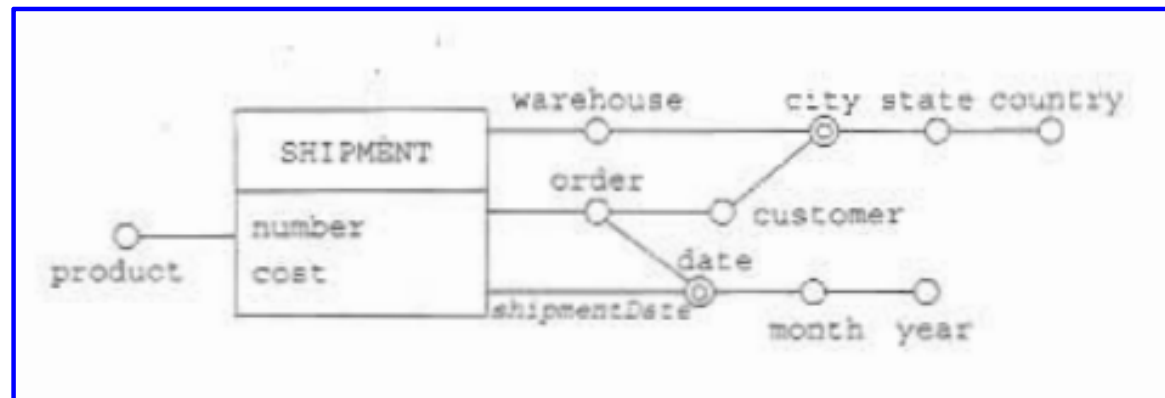 warehouse
city state country
SHIPMENT
order
number
customer
product
cost
date
shipmentDate
month year